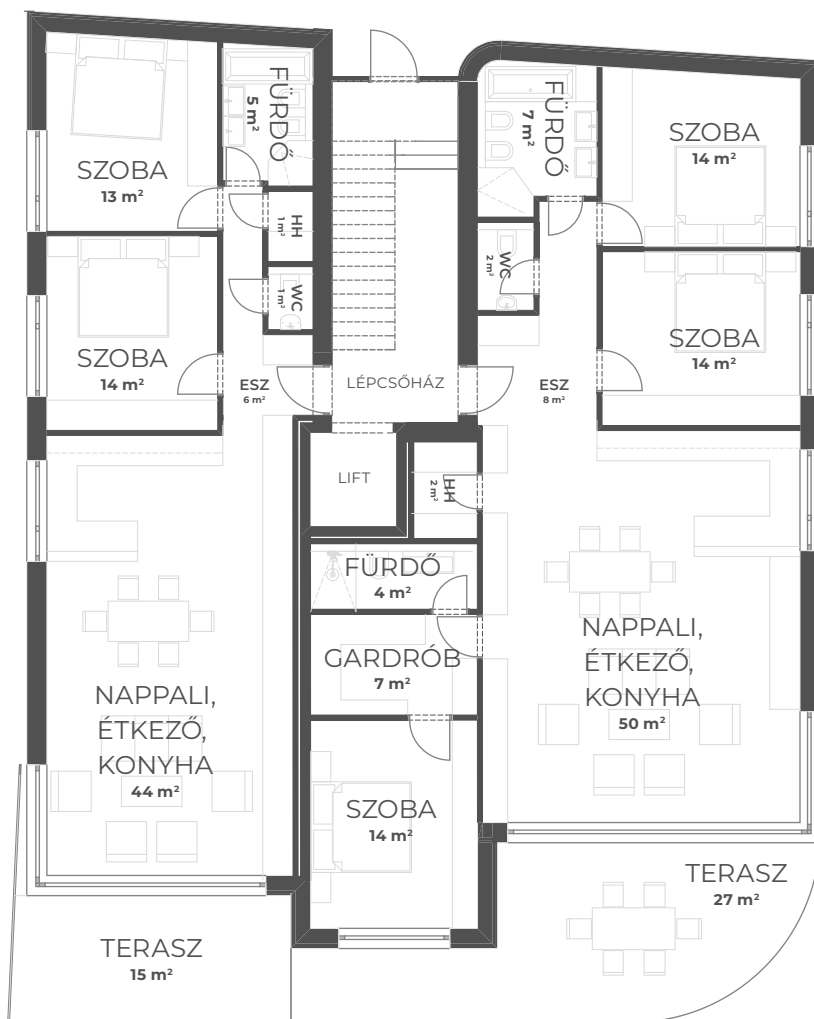 FÜRDŐ
5 m²
FÜRDŐ
7 m²
SZOBA
14 m²
SZOBA
13 m²
HH
1 m²
WC
1 m²
WC
2 m²
SZOBA
14 m²
SZOBA
14 m²
ESZ
6 m²
LÉPCSŐHÁZ
ESZ
8 m²
LIFT
HH
2 m²
FÜRDŐ
4 m²
GARDRÓB
7 m²
NAPPALI,
ÉTKEZŐ,
KONYHA
50 m²
NAPPALI,
ÉTKEZŐ,
KONYHA
44 m²
SZOBA
14 m²
TERASZ
27 m²
TERASZ
15 m²